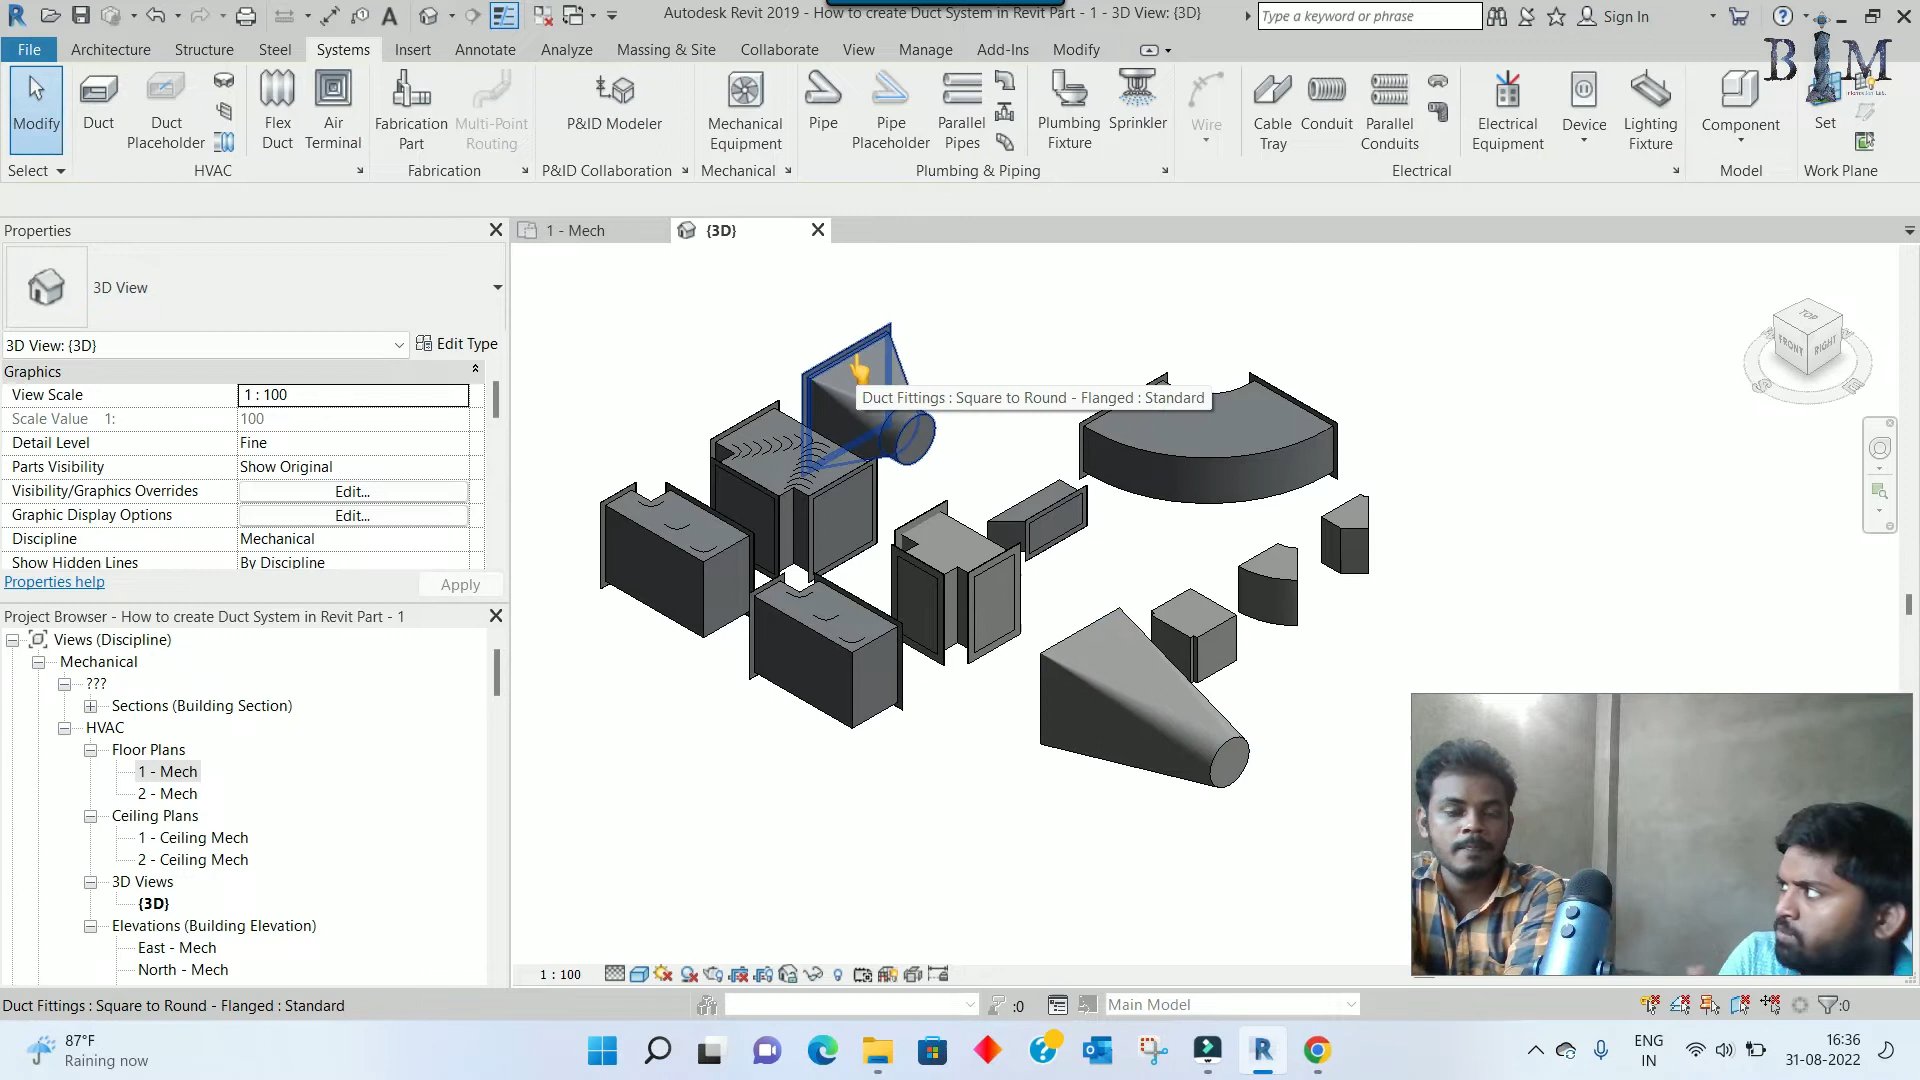 Autodesk Revit 2019 - How to create Duct System in Revit Part - 1 - 3D View: {3D}
Type a keyword or phrase
Sign In
File Architecture Structure Steel Systems Insert Annotate Analyze Massing & Site Collaborate View Manage Add-Ins Modify
BIM
Modify
Duct
Duct Placeholder
Flex Duct
Air Terminal
Fabrication Part
Multi-Point Routing
P&ID Modeler
Mechanical Equipment
Pipe
Pipe Placeholder
Parallel Pipes
Plumbing Fixture
Sprinkler
Wire
Cable Tray
Conduit
Parallel Conduits
Electrical Equipment
Device
Lighting Fixture
Component
Set
Select HVAC Fabrication P&ID Collaboration Mechanical Plumbing & Piping Electrical Model Work Plane
Properties
1 - Mech
{3D}
3D View
3D View: {3D}
Edit Type
Graphics
View Scale 1 : 100
Scale Value 1: 100
Detail Level Fine
Parts Visibility Show Original
Visibility/Graphics Overrides Edit...
Graphic Display Options Edit...
Discipline Mechanical
Show Hidden Lines By Discipline
Properties help
Apply
Project Browser - How to create Duct System in Revit Part - 1
Views (Discipline)
Mechanical
???
Sections (Building Section)
HVAC
Floor Plans
1 - Mech
2 - Mech
Ceiling Plans
1 - Ceiling Mech
2 - Ceiling Mech
3D Views
{3D}
Elevations (Building Elevation)
East - Mech
North - Mech
Duct Fittings : Square to Round - Flanged : Standard
TOP
FRONT
RIGHT
S
E
1 : 100
Duct Fittings : Square to Round - Flanged : Standard
:0
Main Model
:0
87°F
Raining now
ENG
IN
16:36
31-08-2022